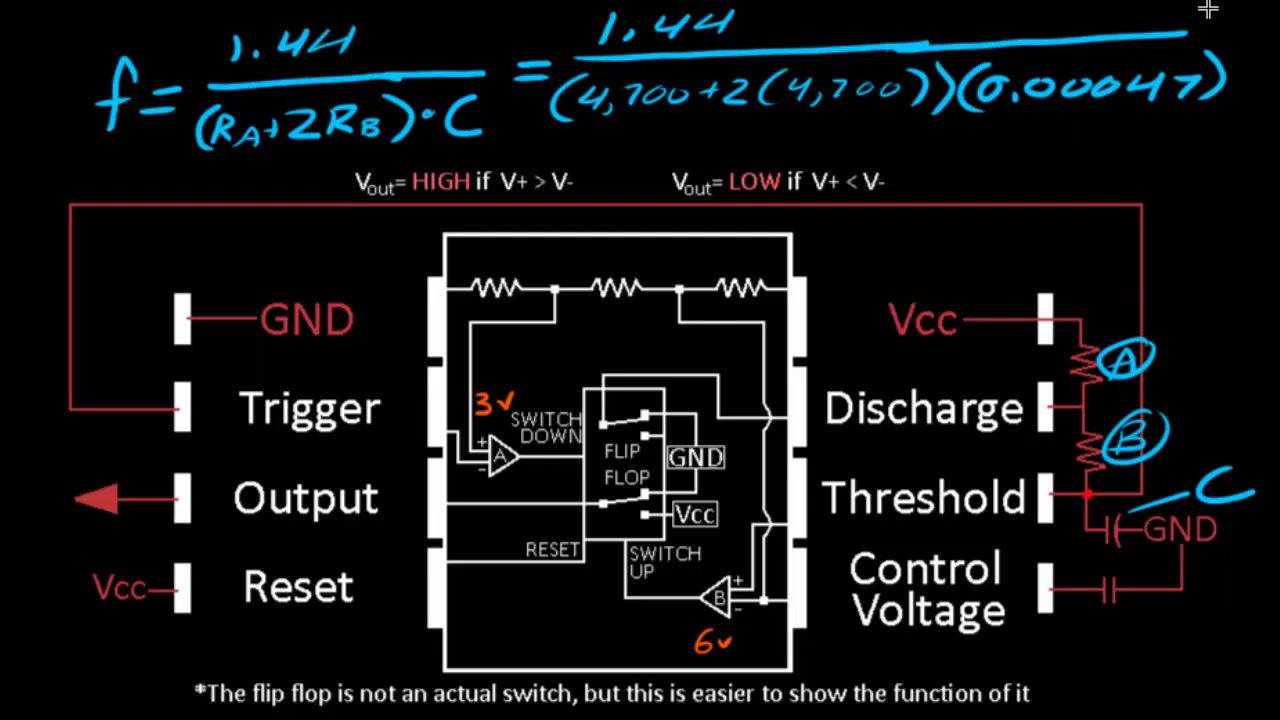 f = 1.44 / (RA+2RB)·C = 1.44 / (4,700+2(4,700))(0.00047)
Vout= HIGH if V+ > V-
Vout= LOW if V+ < V-
GND
Trigger
Output
Vcc
Reset
3v
SWITCH
DOWN
+
-
A
FLIP
FLOP
GND
Vcc
RESET
SWITCH
UP
B
+
-
6v
Vcc
A
Discharge
B
Threshold
C
GND
Control
Voltage
*The flip flop is not an actual switch, but this is easier to show the function of it